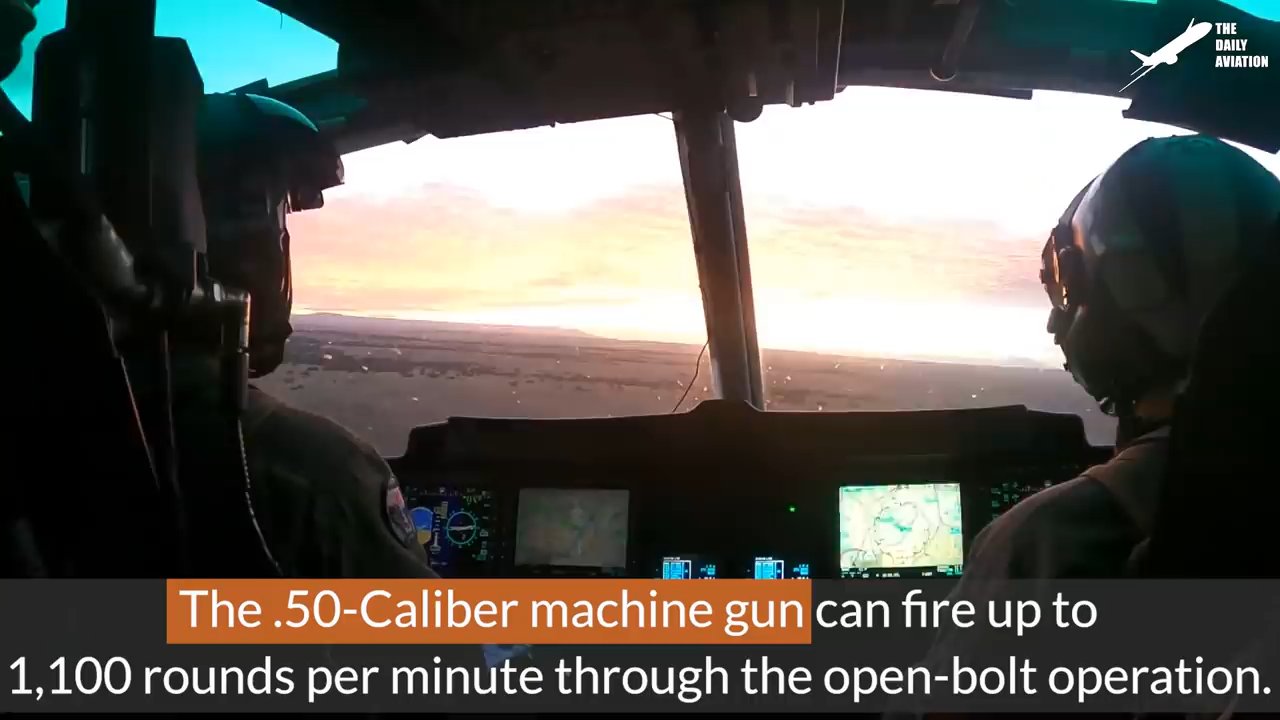 THE
DAILY
AVIATION
The .50-Caliber machine gun can fire up to
1,100 rounds per minute through the open-bolt operation.